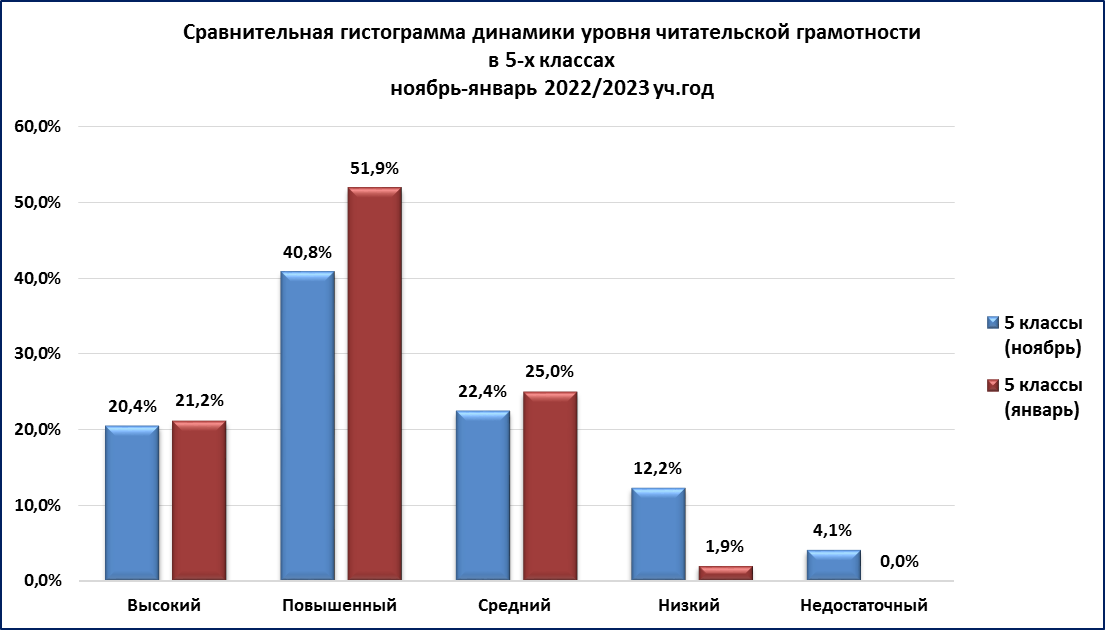 Сравнительная гистограмма динамики уровня читательской грамотности
в 5-х классах
ноябрь-январь 2022/2023 уч.год
60,0%
50,0%
40,0%
30,0%
20,0%
10,0%
0,0%
20,4%
21,2%
40,8%
51,9%
22,4%
25,0%
12,2%
1,9%
4,1%
0,0%
Высокий
Повышенный
Средний
Низкий
Недостаточный
5 классы
(ноябрь)
5 классы
(январь)